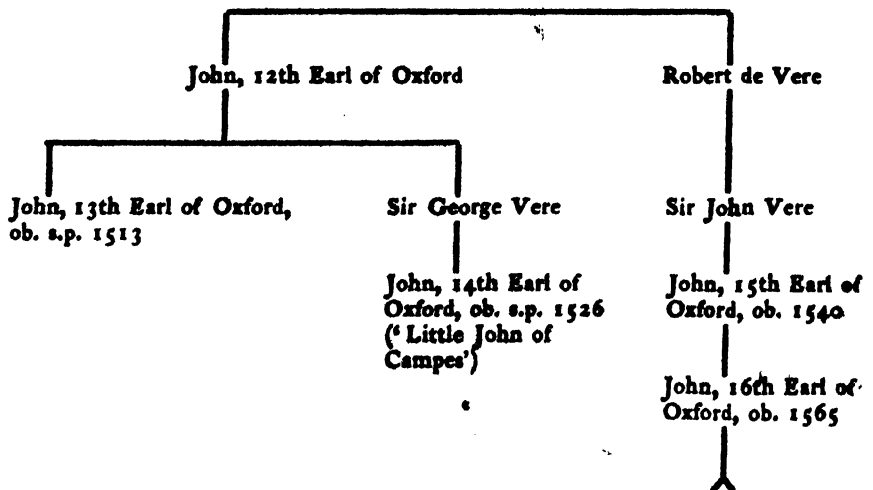 John, 12th Earl of Oxford
Robert de Vere
John, 13th Earl of Oxford,
ob. s.p. 1513
Sir George Vere
Sir John Vere
John, 14th Earl of
Oxford, ob. s.p. 1526
(‘Little John of
Campes’)
John, 15th Earl of
Oxford, ob. 1540
John, 16th Earl of
Oxford, ob. 1565